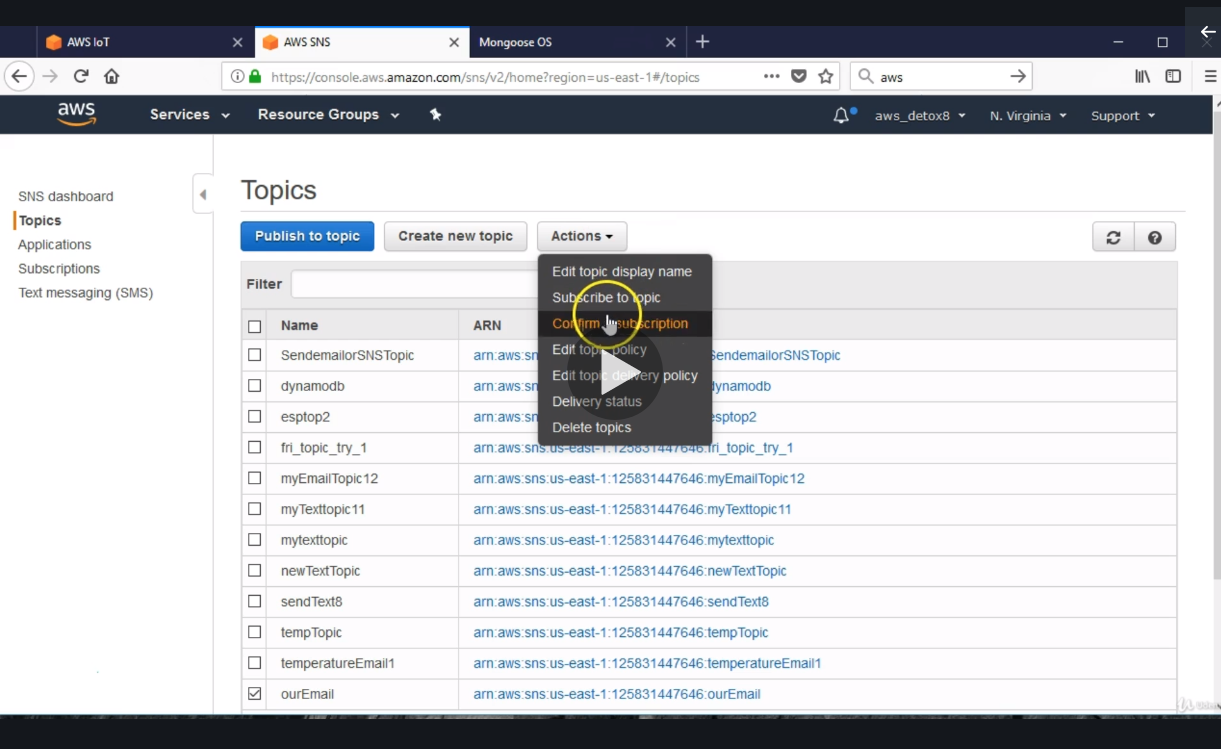 AWS IoT
AWS SNS
Mongoose OS
https://console.aws.amazon.com/sns/v2/home?region=us-east-1#/topics
aws
aws
Services
Resource Groups
aws_detox8
N. Virginia
Support
SNS dashboard
Topics
Applications
Subscriptions
Text messaging (SMS)
Topics
Publish to topic
Create new topic
Actions
Edit topic display name
Subscribe to topic
Confirm subscription
Edit topic policy
Edit topic delivery policy
Delivery status
Delete topics
Filter
Name ARN
SendemailorSNSTopic arn:aws:sn SendemailorSNSTopic
dynamodb arn:aws:sn dynamodb
esptop2 arn:aws:sn esptop2
fri_topic_try_1 arn:aws:sns:us-east-1:125831447646:fri_topic_try_1
myEmailTopic12 arn:aws:sns:us-east-1:125831447646:myEmailTopic12
myTexttopic11 arn:aws:sns:us-east-1:125831447646:myTexttopic11
mytexttopic arn:aws:sns:us-east-1:125831447646:mytexttopic
newTextTopic arn:aws:sns:us-east-1:125831447646:newTextTopic
sendText8 arn:aws:sns:us-east-1:125831447646:sendText8
tempTopic arn:aws:sns:us-east-1:125831447646:tempTopic
temperatureEmail1 arn:aws:sns:us-east-1:125831447646:temperatureEmail1
ourEmail arn:aws:sns:us-east-1:125831447646:ourEmail